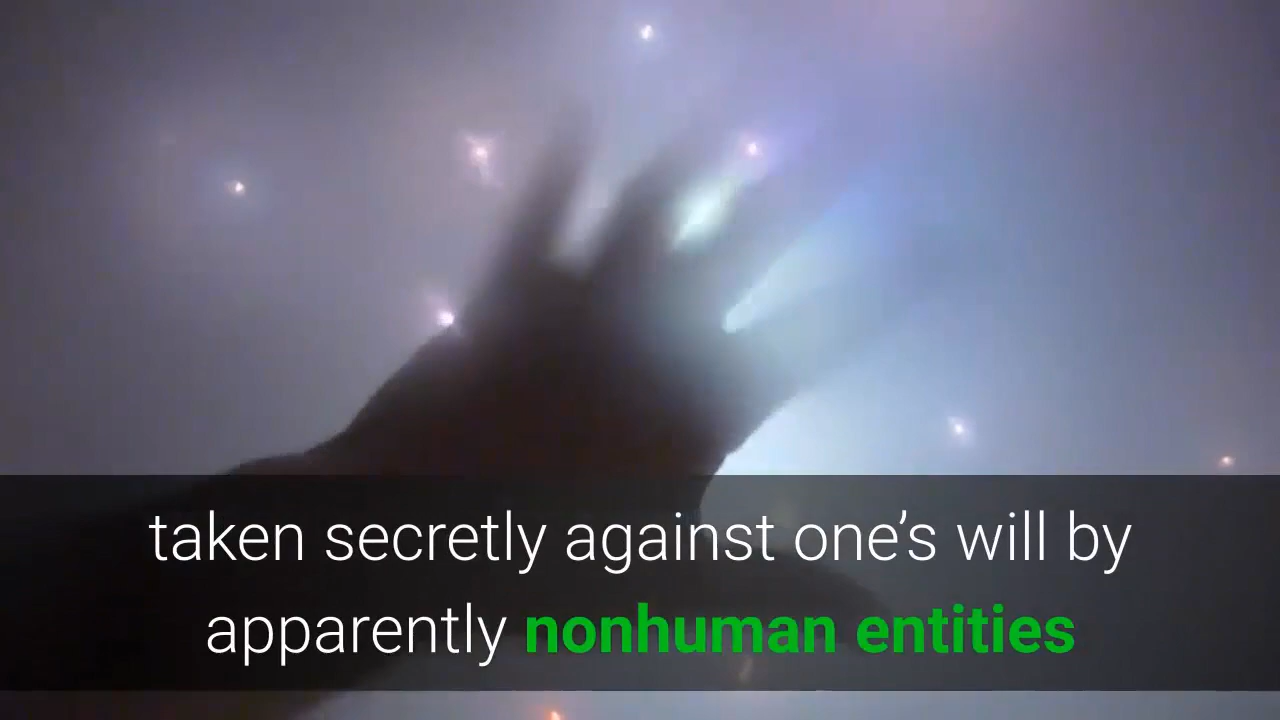 taken secretly against one’s will by
apparently nonhuman entities